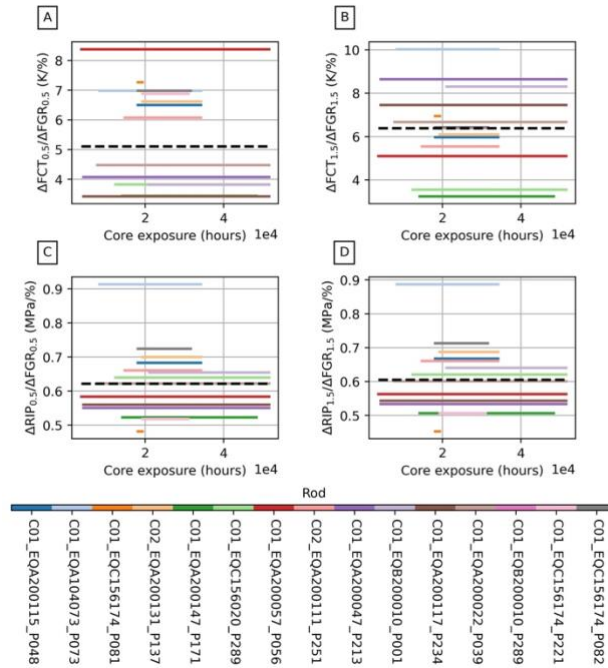 A
B
ΔFCT0.5/ΔFGR0.5 (K/%)
8
7
6
5
4
2
4
Core exposure (hours) 1e4
ΔFCT1.5/ΔFGR1.5 (K/%)
10
8
6
4
2
4
Core exposure (hours) 1e4
C
D
ΔRIP0.5/ΔFGR0.5 (MPa/%)
0.9
0.8
0.7
0.6
0.5
2
4
Core exposure (hours) 1e4
ΔRIP1.5/ΔFGR1.5 (MPa/%)
0.9
0.8
0.7
0.6
0.5
2
4
Core exposure (hours) 1e4
Rod
C01_EQA200115_P048
C01_EQA104073_P073
C01_EQC156174_P081
C02_EQA200131_P137
C01_EQA200147_P171
C01_EQC156020_P289
C01_EQA200057_P056
C02_EQA200111_P251
C01_EQA200047_P213
C01_EQB200010_P001
C01_EQA200117_P234
C01_EQA200022_P039
C01_EQB200010_P289
C01_EQC156174_P221
C01_EQC156174_P082